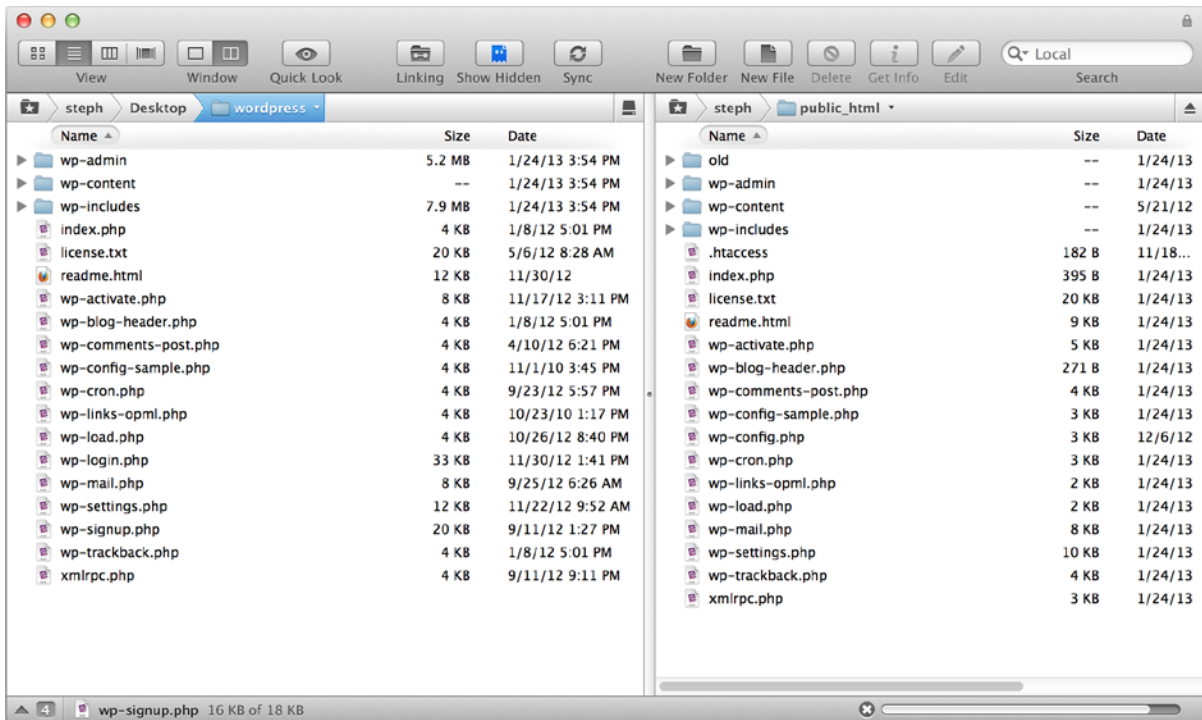 Local
View Window Quick Look Linking Show Hidden Sync New Folder New File Delete Get Info Edit Search
steph Desktop wordpress
Name Size Date
wp-admin 5.2 MB 1/24/13 3:54 PM
wp-content -- 1/24/13 3:54 PM
wp-includes 7.9 MB 1/24/13 3:54 PM
index.php 4 KB 1/8/12 5:01 PM
license.txt 20 KB 5/6/12 8:28 AM
readme.html 12 KB 11/30/12
wp-activate.php 8 KB 11/17/12 3:11 PM
wp-blog-header.php 4 KB 1/8/12 5:01 PM
wp-comments-post.php 4 KB 4/10/12 6:21 PM
wp-config-sample.php 4 KB 11/1/10 3:45 PM
wp-cron.php 4 KB 9/23/12 5:57 PM
wp-links-opml.php 4 KB 10/23/10 1:17 PM
wp-load.php 4 KB 10/26/12 8:40 PM
wp-login.php 33 KB 11/30/12 1:41 PM
wp-mail.php 8 KB 9/25/12 6:26 AM
wp-settings.php 12 KB 11/22/12 9:52 AM
wp-signup.php 20 KB 9/11/12 1:27 PM
wp-trackback.php 4 KB 1/8/12 5:01 PM
xmlrpc.php 4 KB 9/11/12 9:11 PM
steph public_html
Name Size Date
old -- 1/24/13
wp-admin -- 1/24/13
wp-content -- 5/21/12
wp-includes -- 1/24/13
.htaccess 182 B 11/18...
index.php 395 B 1/24/13
license.txt 20 KB 1/24/13
readme.html 9 KB 1/24/13
wp-activate.php 5 KB 1/24/13
wp-blog-header.php 271 B 1/24/13
wp-comments-post.php 4 KB 1/24/13
wp-config-sample.php 3 KB 1/24/13
wp-config.php 3 KB 12/6/12
wp-cron.php 3 KB 1/24/13
wp-links-opml.php 2 KB 1/24/13
wp-load.php 2 KB 1/24/13
wp-mail.php 8 KB 1/24/13
wp-settings.php 10 KB 1/24/13
wp-trackback.php 4 KB 1/24/13
xmlrpc.php 3 KB 1/24/13
4 wp-signup.php 16 KB of 18 KB